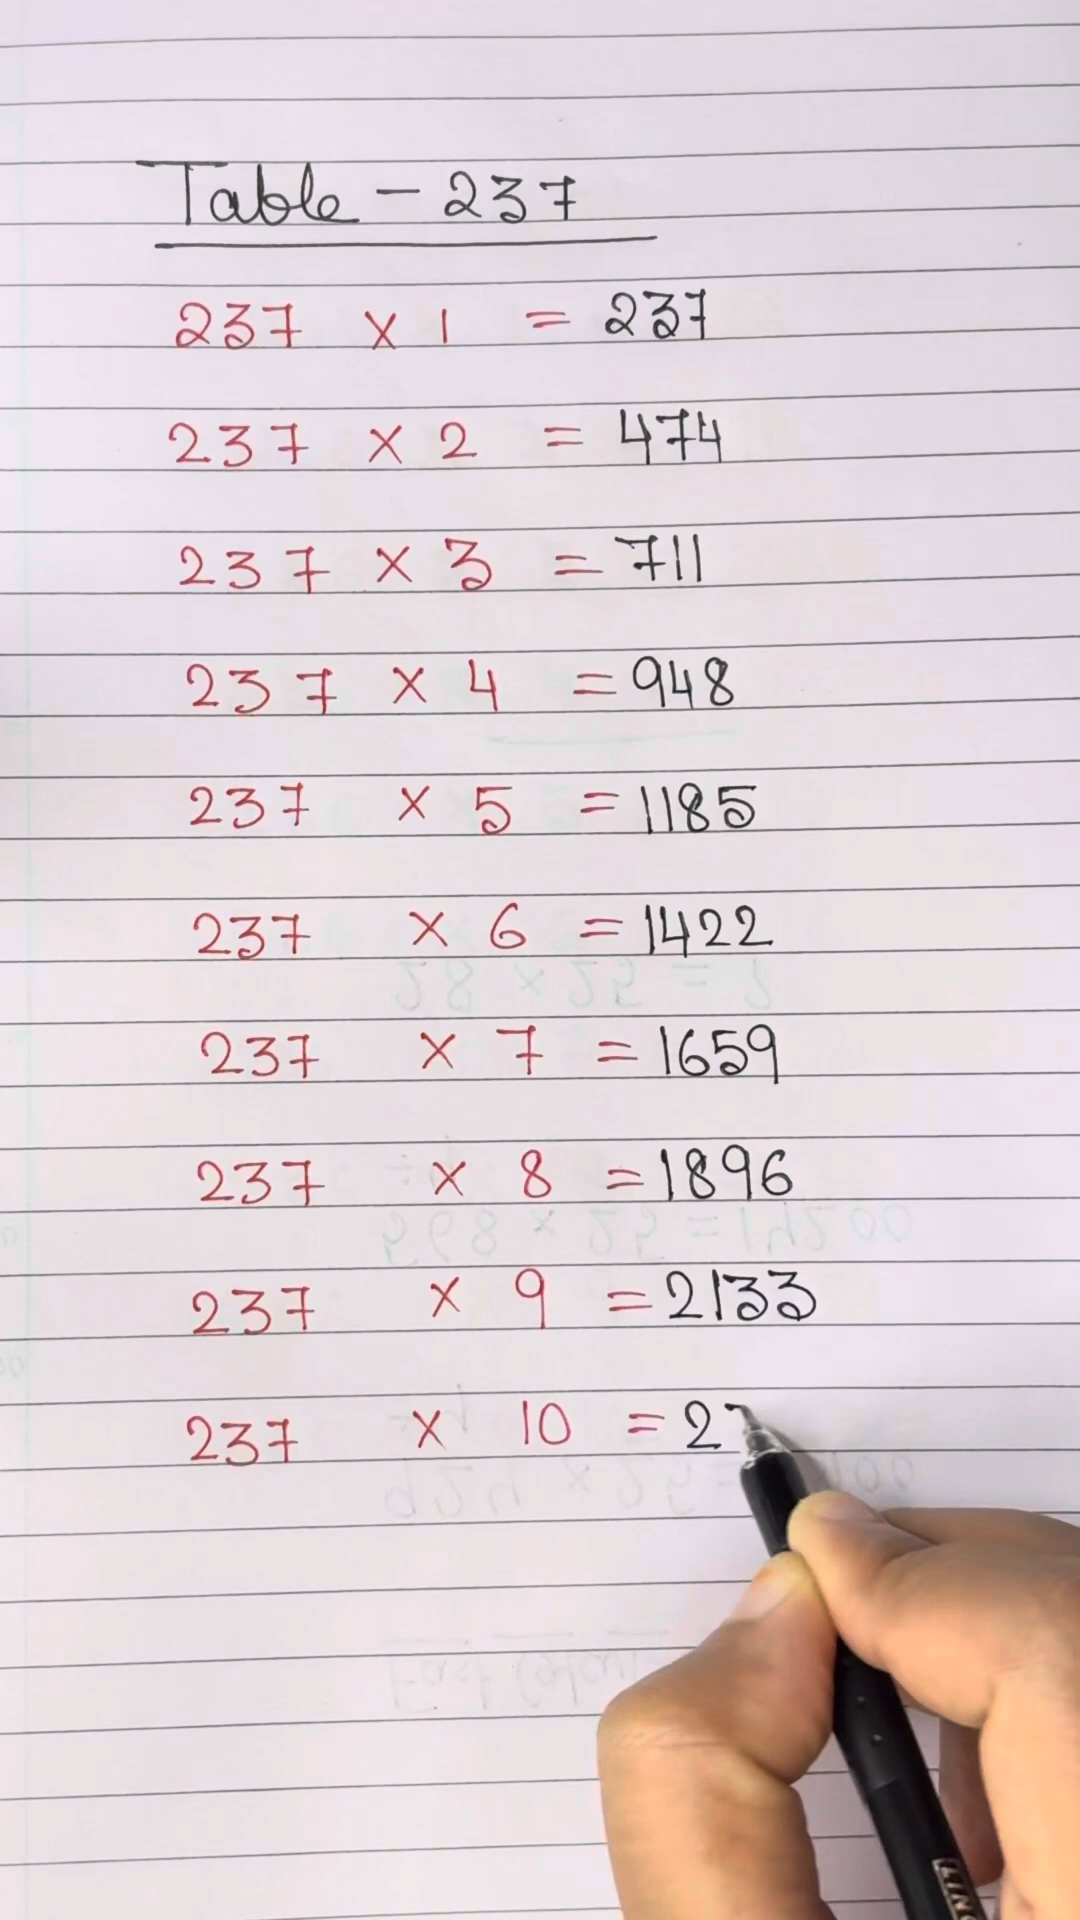 Table - 237
237 × 1 = 237
237 × 2 = 474
237 × 3 = 711
237 × 4 = 948
237 × 5 = 1185
237 × 6 = 1422
237 × 7 = 1659
237 × 8 = 1896
237 × 9 = 2133
237 × 10 = 2